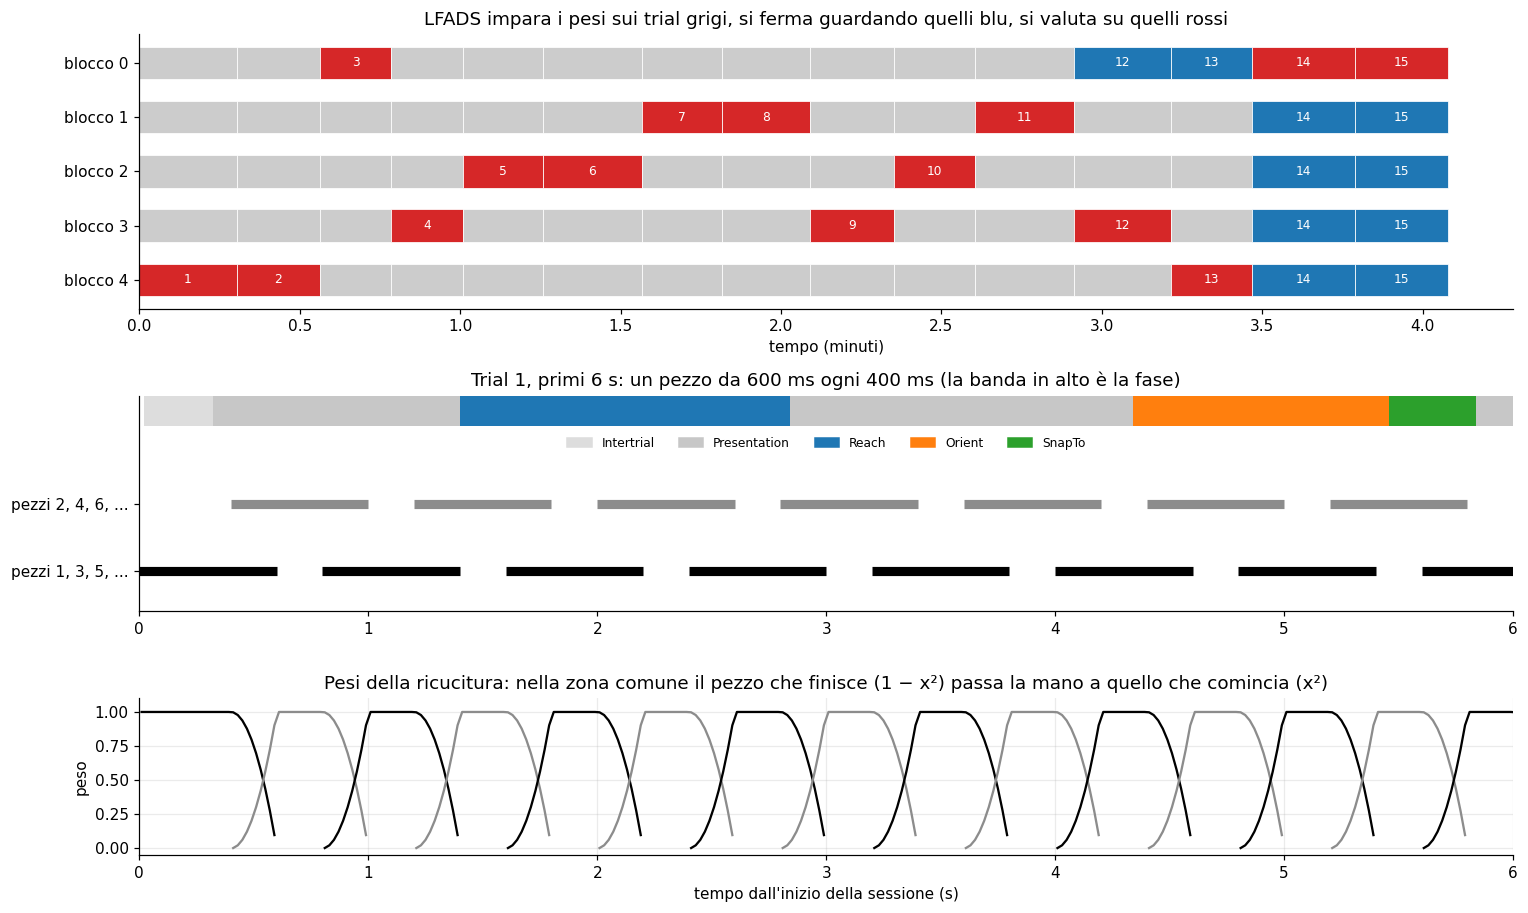 LFADS impara i pesi sui trial grigi, si ferma guardando quelli blu, si valuta su quelli rossi
blocco 0
3
12
13
14
15
blocco 1
7
8
11
14
15
blocco 2
5
6
10
14
15
blocco 3
4
9
12
14
15
blocco 4
1
2
13
14
15
0.0 0.5 1.0 1.5 2.0 2.5 3.0 3.5 4.0
tempo (minuti)
Trial 1, primi 6 s: un pezzo da 600 ms ogni 400 ms (la banda in alto è la fase)
Intertrial Presentation Reach Orient SnapTo
pezzi 2, 4, 6, ...
pezzi 1, 3, 5, ...
0 1 2 3 4 5 6
Pesi della ricucitura: nella zona comune il pezzo che finisce (1 − x²) passa la mano a quello che comincia (x²)
peso
1.00
0.75
0.50
0.25
0.00
0 1 2 3 4 5 6
tempo dall'inizio della sessione (s)